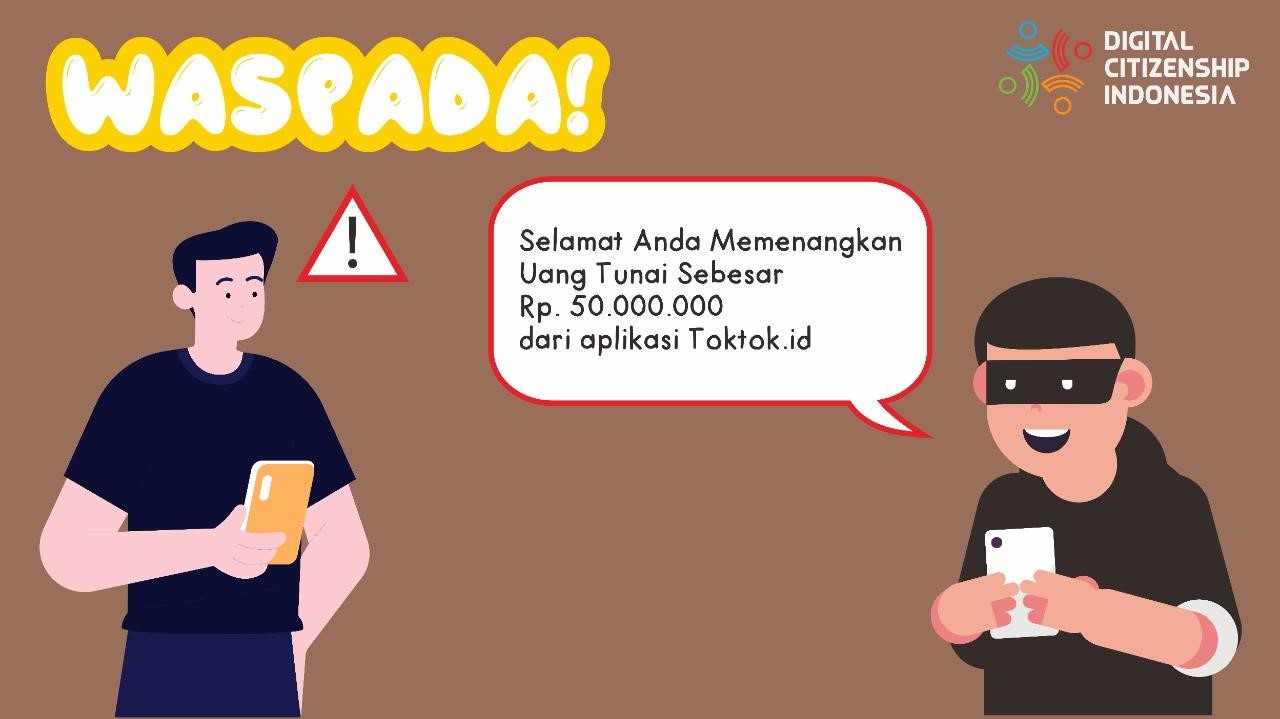 WASPADA!
DIGITAL
CITIZENSHIP
INDONESIA
!
Selamat Anda Memenangkan
Uang Tunai Sebesar
Rp. 50.000.000
dari aplikasi Toktok.id